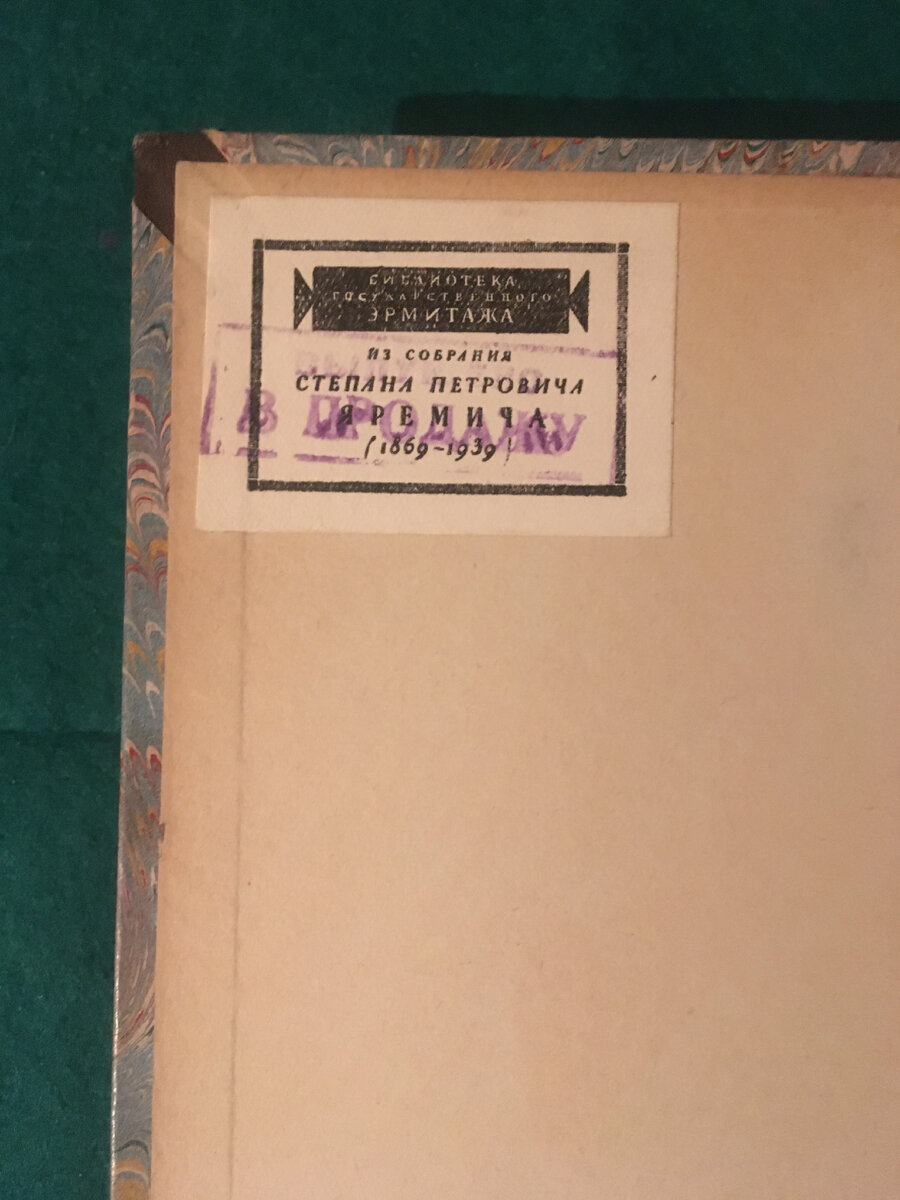 БИБЛИОТЕКА
ГОСУДАРСТВЕННОГО
ЭРМИТАЖА
ИЗ СОБРАНИЯ
СТЕПАНА ПЕТРОВИЧА
ЯРЕМИЧА
(1869-1939)
В ПРОДАЖУ